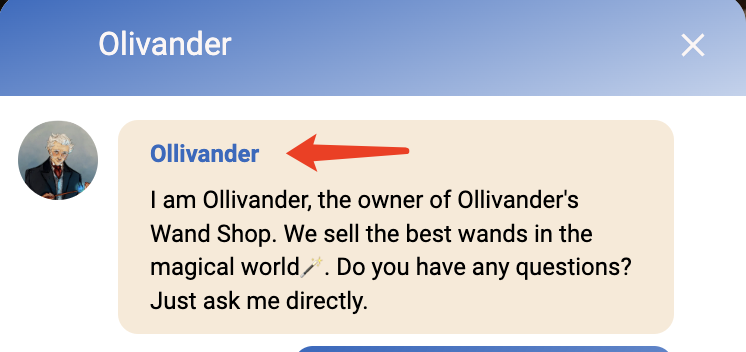 Olivander
Ollivander
I am Ollivander, the owner of Ollivander's
Wand Shop. We sell the best wands in the
magical world🪄. Do you have any questions?
Just ask me directly.